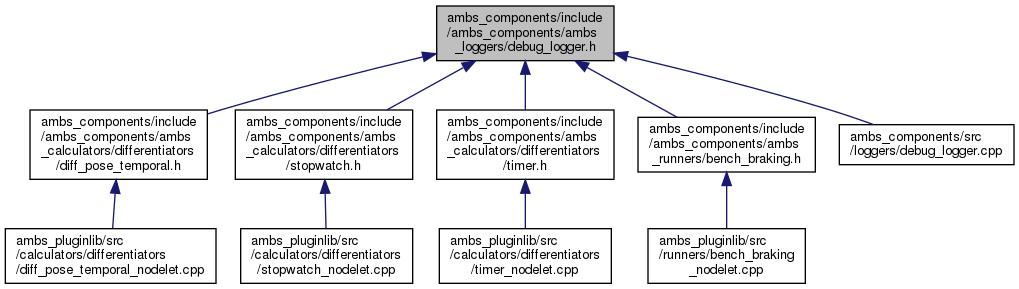 ambs_components/include
/ambs_components/ambs
_loggers/debug_logger.h
ambs_components/include
/ambs_components/ambs
_calculators/differentiators
/diff_pose_temporal.h
ambs_components/include
/ambs_components/ambs
_calculators/differentiators
/stopwatch.h
ambs_components/include
/ambs_components/ambs
_calculators/differentiators
/timer.h
ambs_components/include
/ambs_components/ambs
_runners/bench_braking.h
ambs_components/src
/loggers/debug_logger.cpp
ambs_pluginlib/src
/calculators/differentiators
/diff_pose_temporal_nodelet.cpp
ambs_pluginlib/src
/calculators/differentiators
/stopwatch_nodelet.cpp
ambs_pluginlib/src
/calculators/differentiators
/timer_nodelet.cpp
ambs_pluginlib/src
/runners/bench_braking
_nodelet.cpp